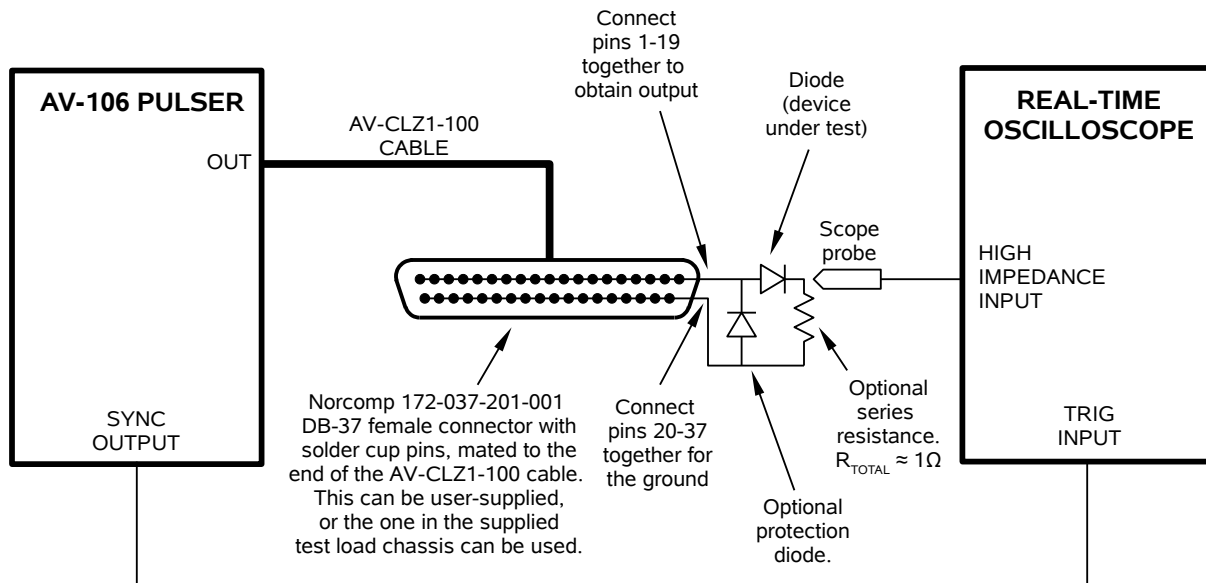 AV-106 PULSER
OUT
SYNC
OUTPUT
AV-CLZ1-100
CABLE
Connect
pins 1-19
together to
obtain output
Diode
(device
under test)
Scope
probe
REAL-TIME
OSCILLOSCOPE
HIGH
IMPEDANCE
INPUT
TRIG
INPUT
Norcomp 172-037-201-001
DB-37 female connector with
solder cup pins, mated to the
end of the AV-CLZ1-100 cable.
This can be user-supplied,
or the one in the supplied
test load chassis can be used.
Connect
pins 20-37
together for
the ground
Optional
protection
diode.
Optional
series
resistance.
R_TOTAL ≈ 1Ω